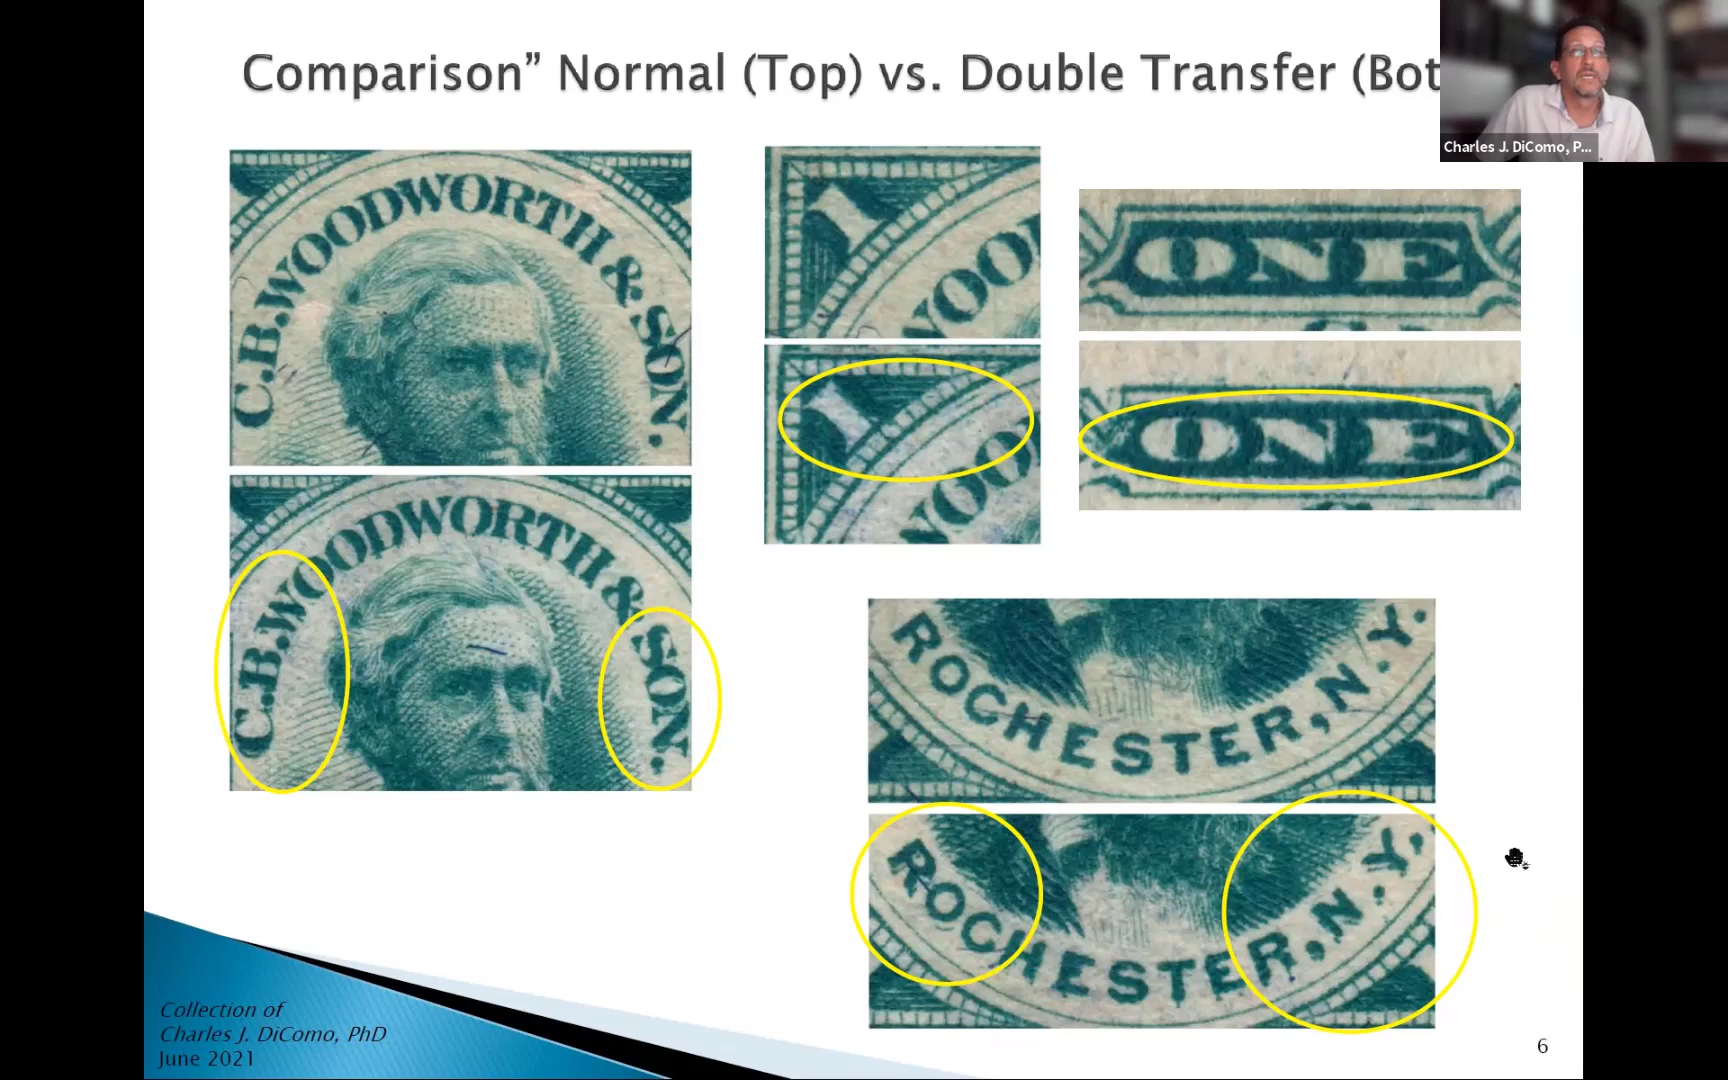 Comparison” Normal (Top) vs. Double Transfer (Bot
Charles J. DiComo, P...
C.B.WOODWORTH & SON.
C.B.WOODWORTH & SON.
1
WOO
1
WOO
ONE
ONE
ROCHESTER, N.Y.
ROCHESTER, N.Y.
Collection of
Charles J. DiComo, PhD
June 2021
6